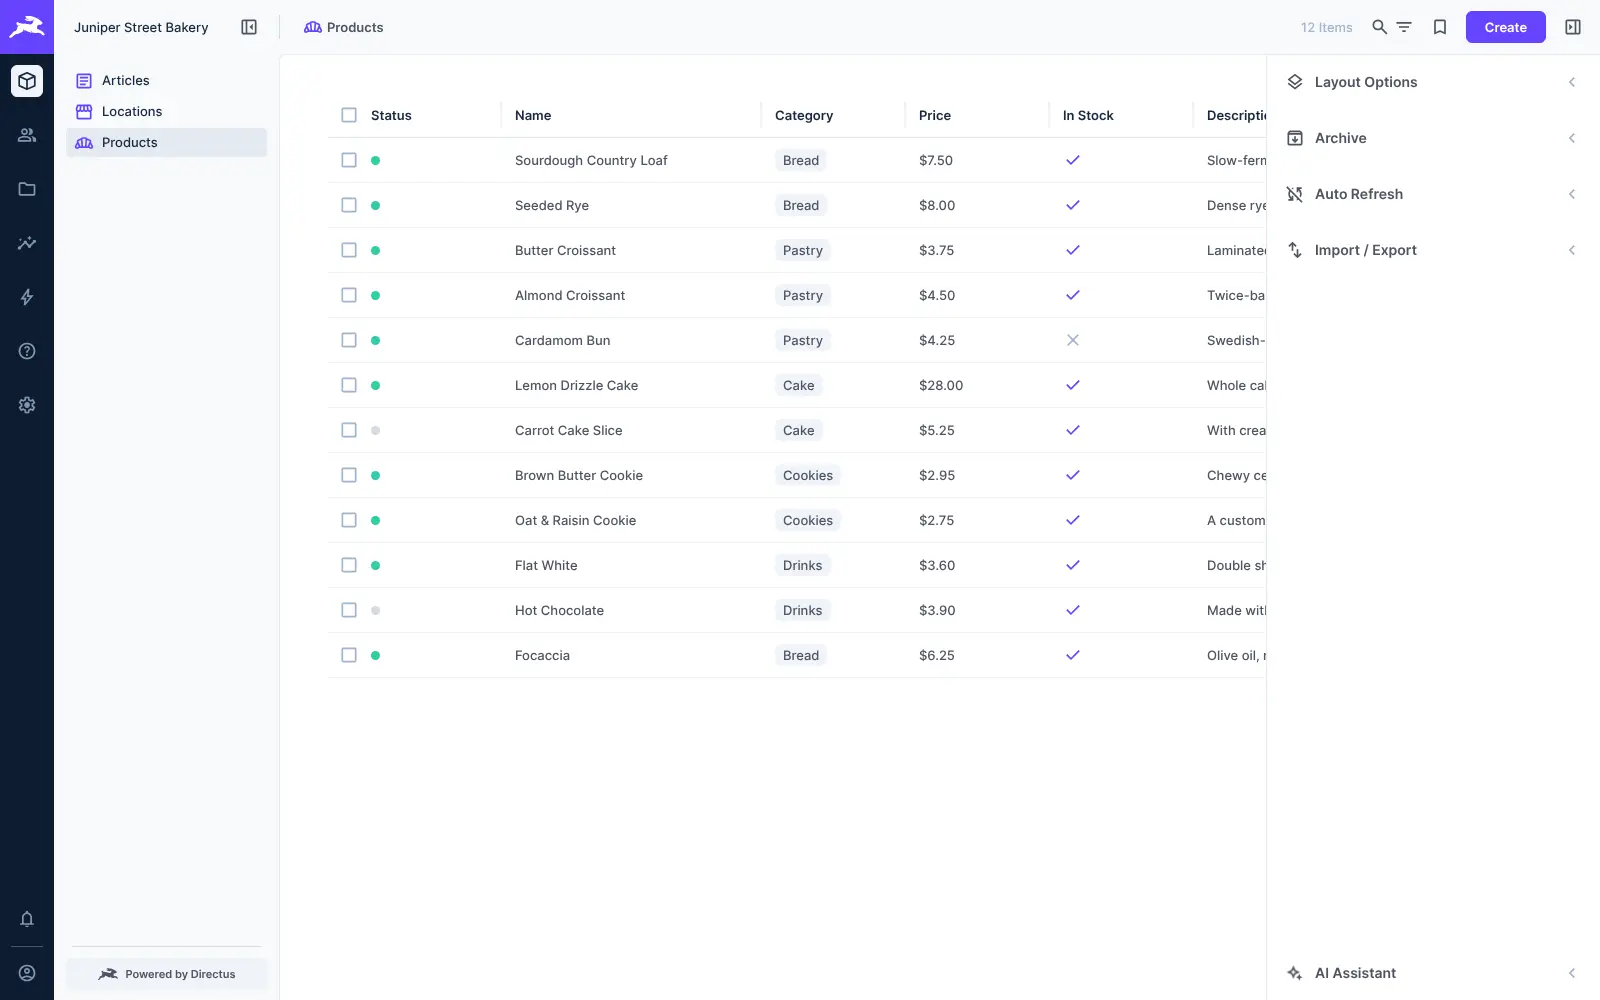 Juniper Street Bakery
Products
12 Items
Create
Articles
Locations
Products
Status Name Category Price In Stock Descripti
Sourdough Country Loaf Bread $7.50 Slow-ferm
Seeded Rye Bread $8.00 Dense rye
Butter Croissant Pastry $3.75 Laminate
Almond Croissant Pastry $4.50 Twice-ba
Cardamom Bun Pastry $4.25 Swedish-
Lemon Drizzle Cake Cake $28.00 Whole ca
Carrot Cake Slice Cake $5.25 With crea
Brown Butter Cookie Cookies $2.95 Chewy ce
Oat & Raisin Cookie Cookies $2.75 A custom
Flat White Drinks $3.60 Double sh
Hot Chocolate Drinks $3.90 Made wit
Focaccia Bread $6.25 Olive oil,
Layout Options
Archive
Auto Refresh
Import / Export
Powered by Directus
AI Assistant